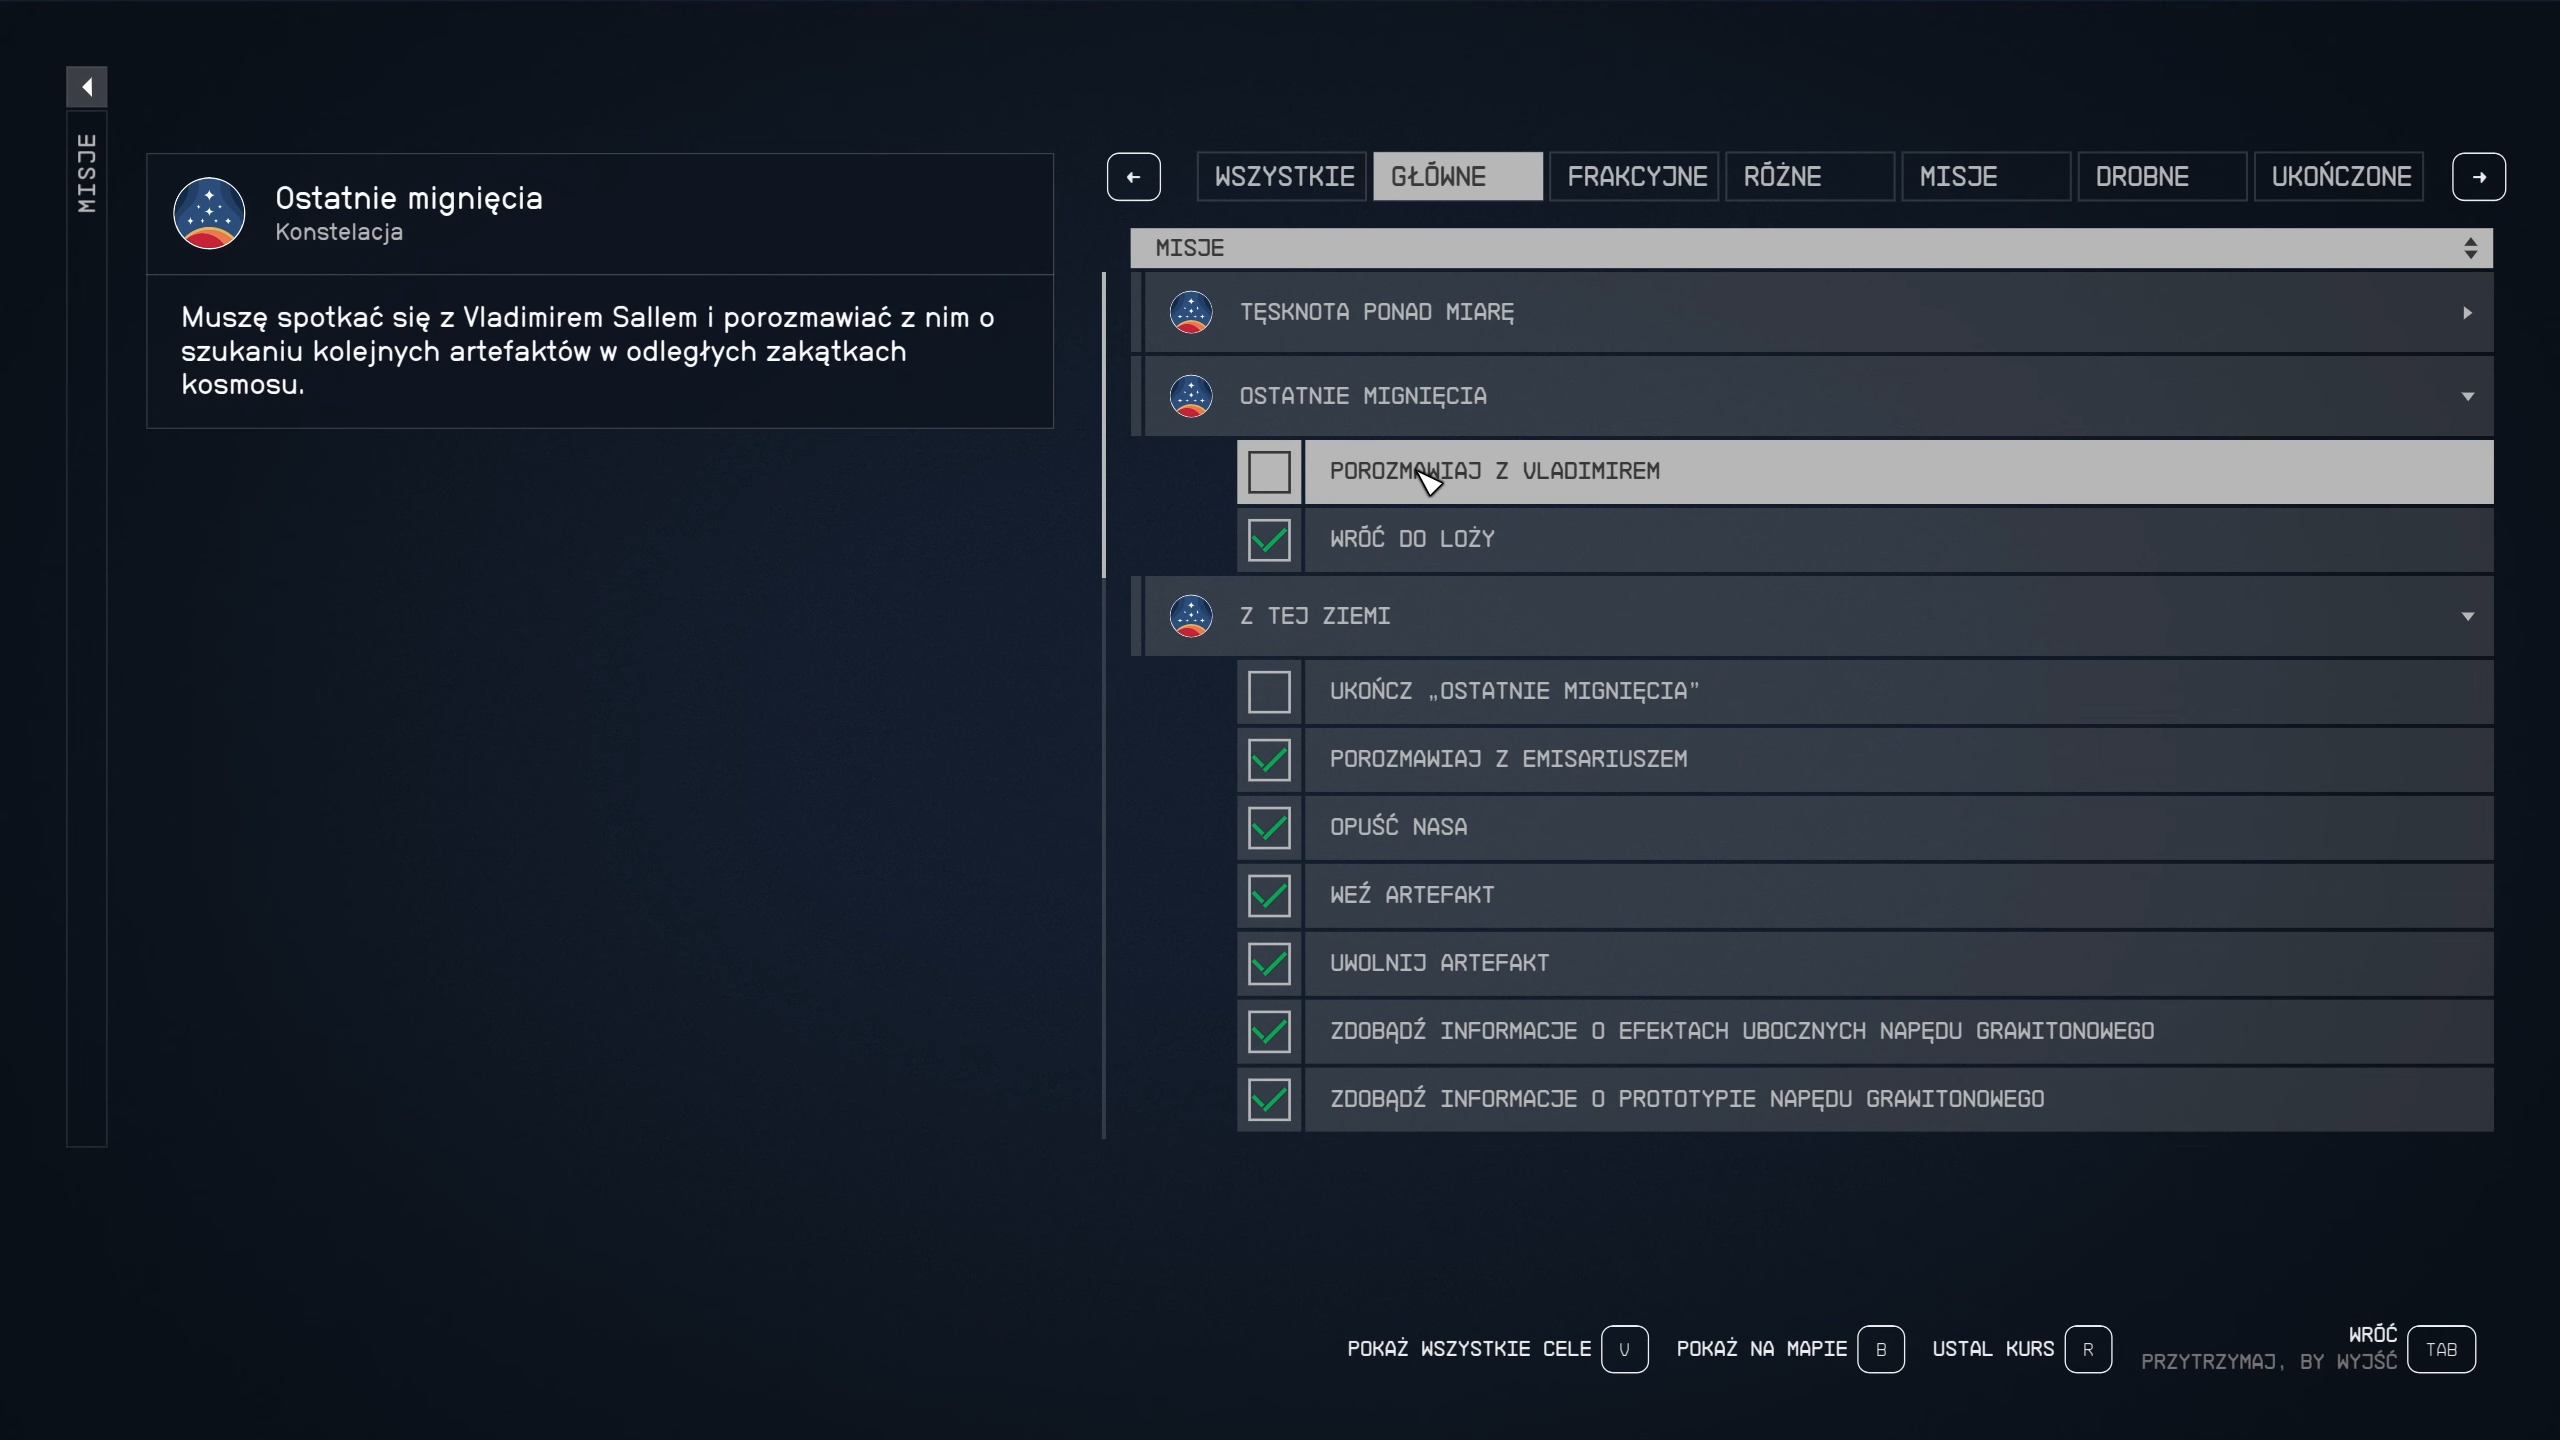 MISJE
Ostatnie mignięcia
Konstelacja
Muszę spotkać się z Vladimirem Sallem i porozmawiać z nim o
szukaniu kolejnych artefaktów w odległych zakątkach
kosmosu.
WSZYSTKIE GŁÓWNE FRAKCYJNE RÓŻNE MISJE DROBNE UKOŃCZONE
MISJE
TĘSKNOTA PONAD MIARĘ
OSTATNIE MIGNIĘCIA
POROZMAWIAJ Z VLADIMIREM
WRÓĆ DO LOŻY
Z TEJ ZIEMI
UKOŃCZ „OSTATNIE MIGNIĘCIA”
POROZMAWIAJ Z EMISARIUSZEM
OPUŚĆ NASA
WEŹ ARTEFAKT
UWOLNIJ ARTEFAKT
ZDOBĄDŹ INFORMACJE O EFEKTACH UBOCZNYCH NAPĘDU GRAWITONOWEGO
ZDOBĄDŹ INFORMACJE O PROTOTYPIE NAPĘDU GRAWITONOWEGO
POKAŻ WSZYSTKIE CELE V POKAŻ NA MAPIE B USTAL KURS R WRÓĆ TAB
PRZYTRZYMAJ, BY WYJŚĆ